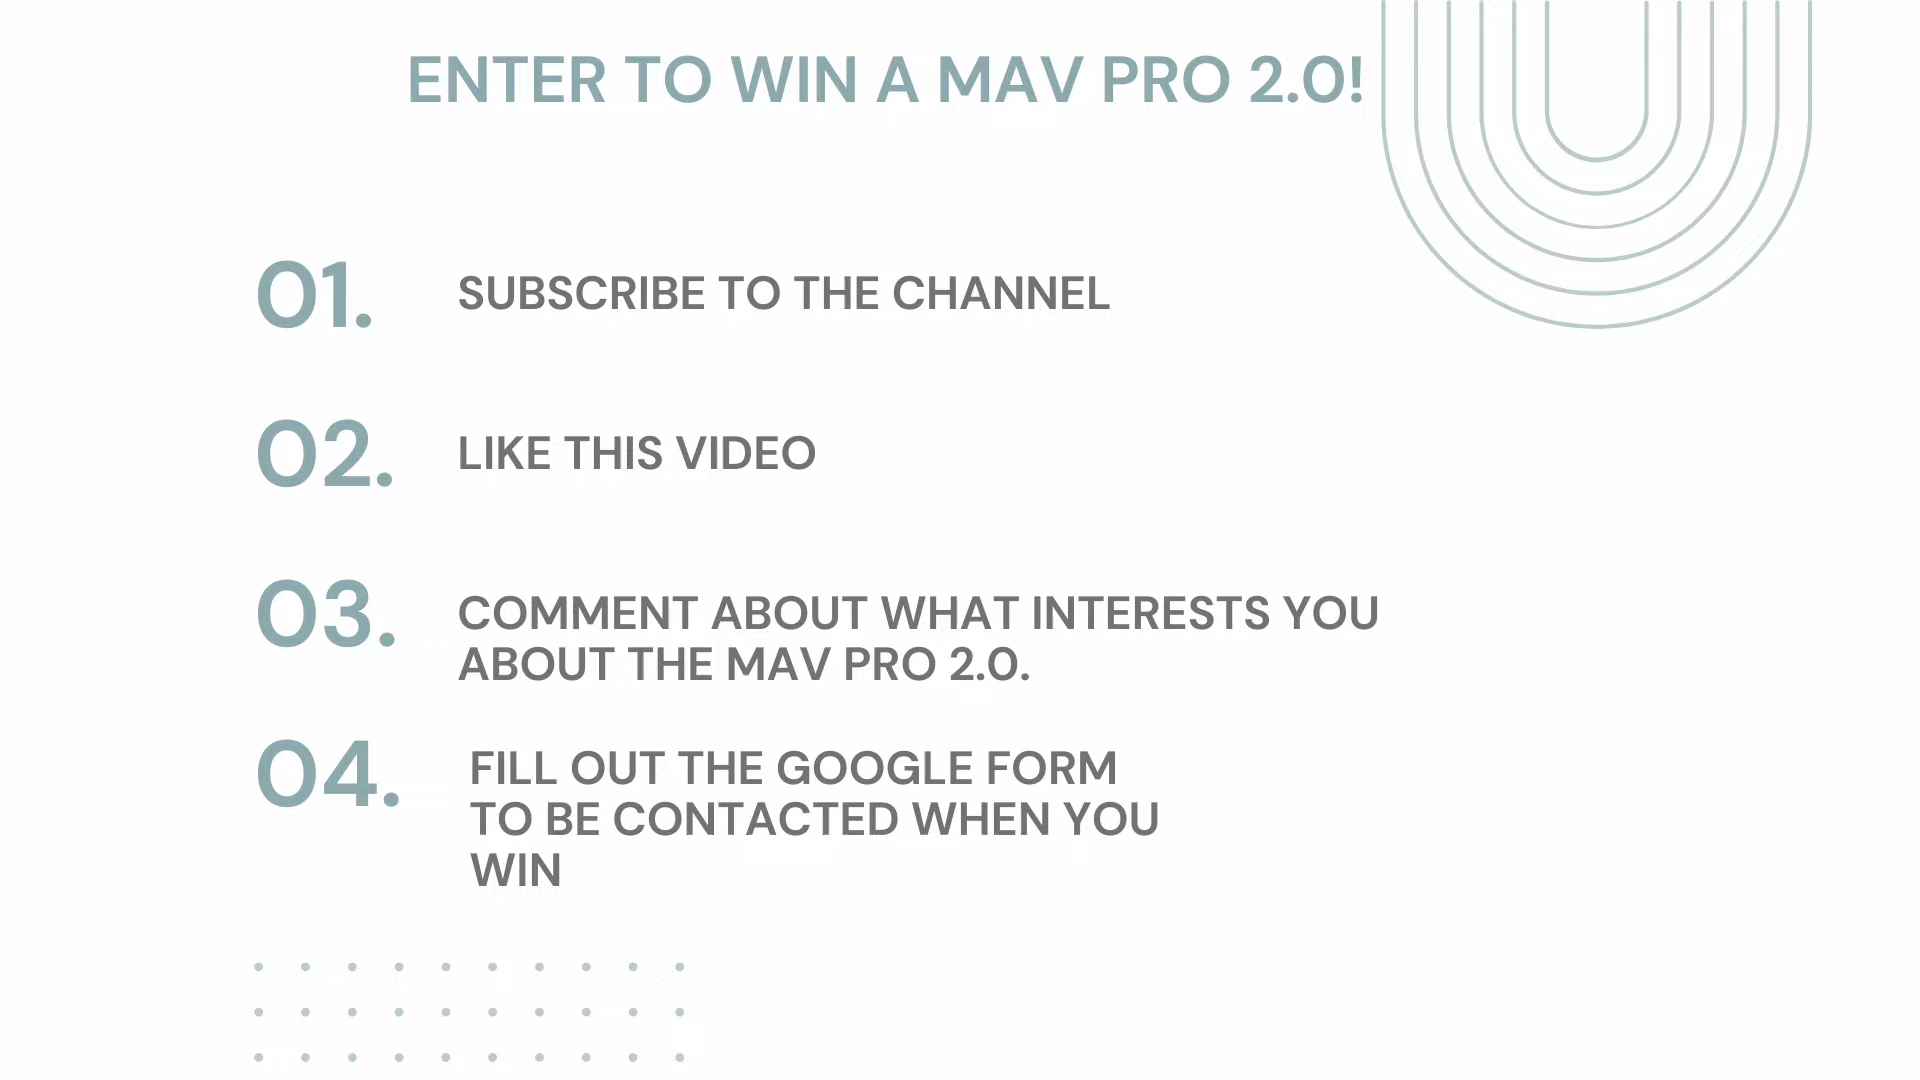 ENTER TO WIN A MAV PRO 2.0!
01. SUBSCRIBE TO THE CHANNEL
02. LIKE THIS VIDEO
03. COMMENT ABOUT WHAT INTERESTS YOU
ABOUT THE MAV PRO 2.0.
04. FILL OUT THE GOOGLE FORM
TO BE CONTACTED WHEN YOU
WIN